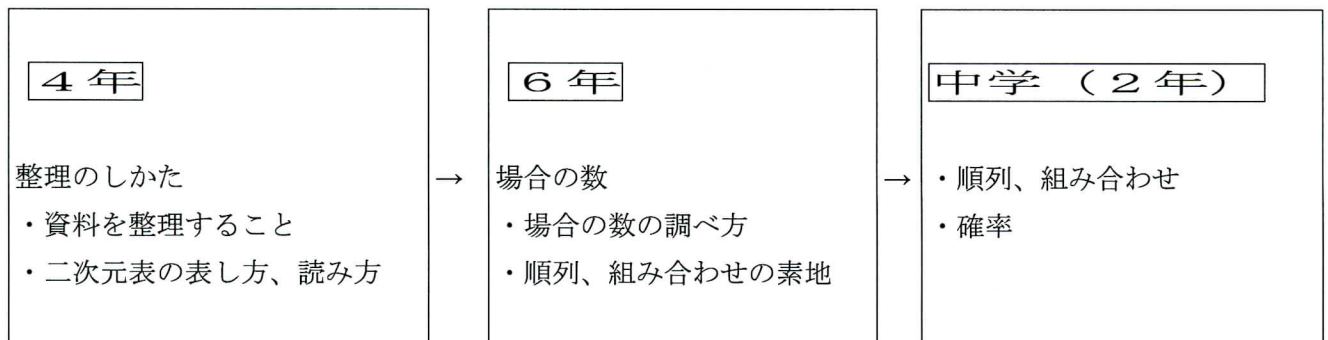 4年
整理のしかた
・資料を整理すること
・二次元表の表し方、読み方
→
6年
場合の数
・場合の数の調べ方
・順列、組み合わせの素地
→
中学（2年）
・順列、組み合わせ
・確率